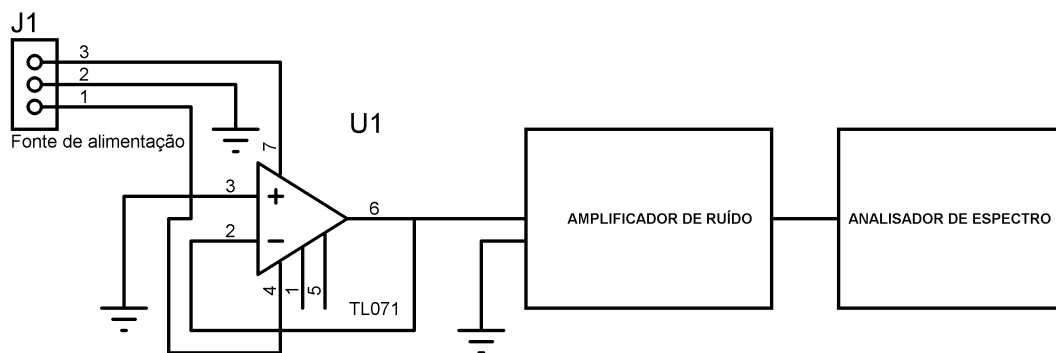 J1
3
2
1
Fonte de alimentação
U1
7
3
+
6
2
−
4
1
5
TL071
AMPLIFICADOR DE RUÍDO
ANALISADOR DE ESPECTRO